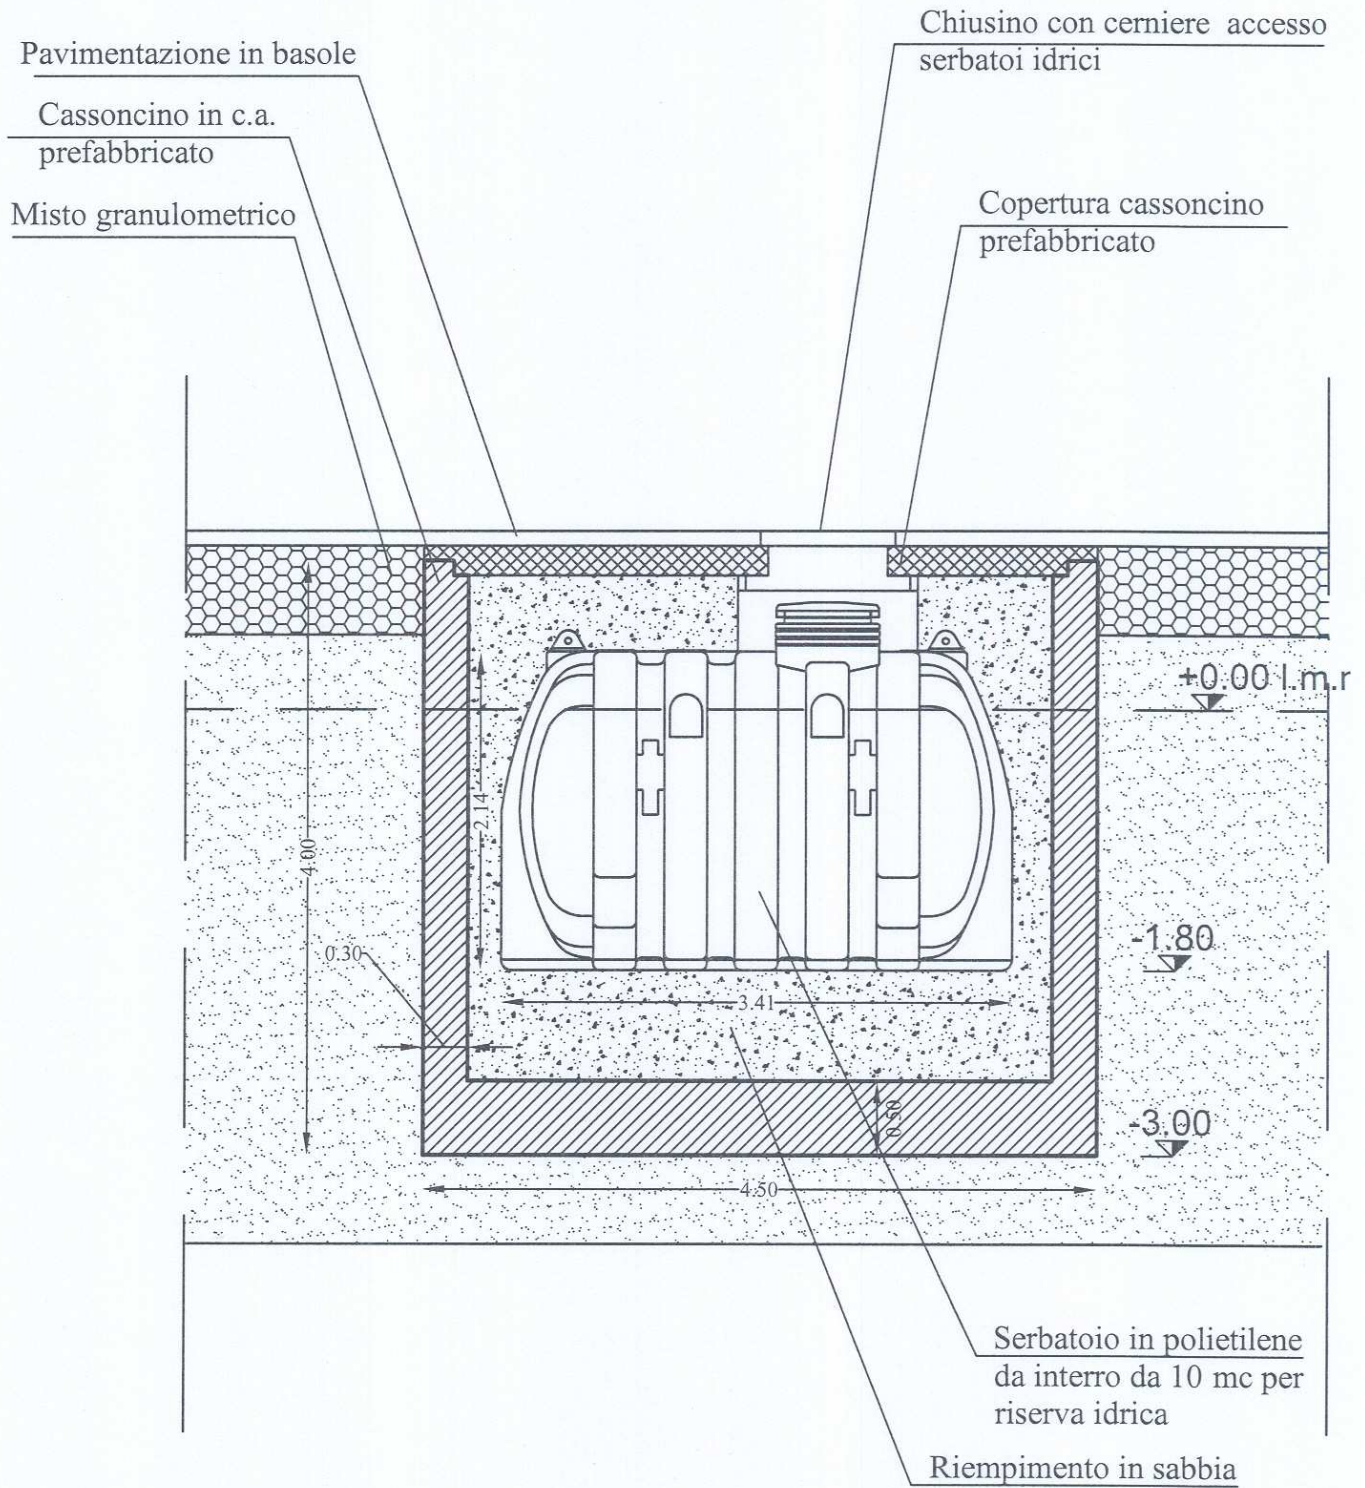 Chiusino con cerniere accesso
serbatoi idrici
Pavimentazione in basole
Cassoncino in c.a.
prefabbricato
Misto granulometrico
Copertura cassoncino
prefabbricato
+0.00 l.m.r
2.14
4.00
-1.80
0.30
3.41
0.50
-3.00
4.50
Serbatoio in polietilene
da interro da 10 mc per
riserva idrica
Riempimento in sabbia